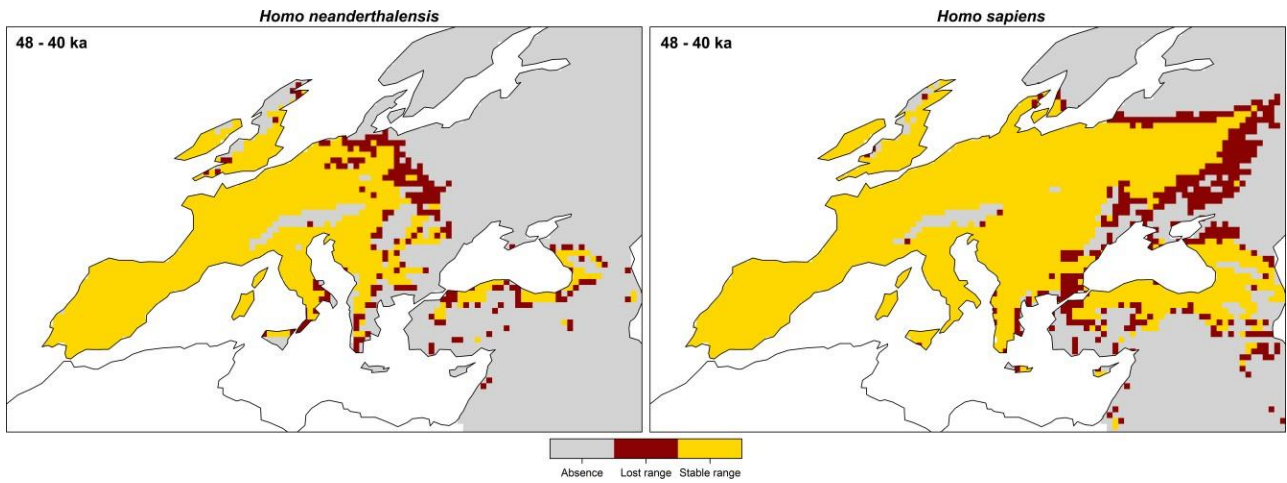 Homo neanderthalensis
Homo sapiens
48 - 40 ka
48 - 40 ka
Absence
Lost range
Stable range